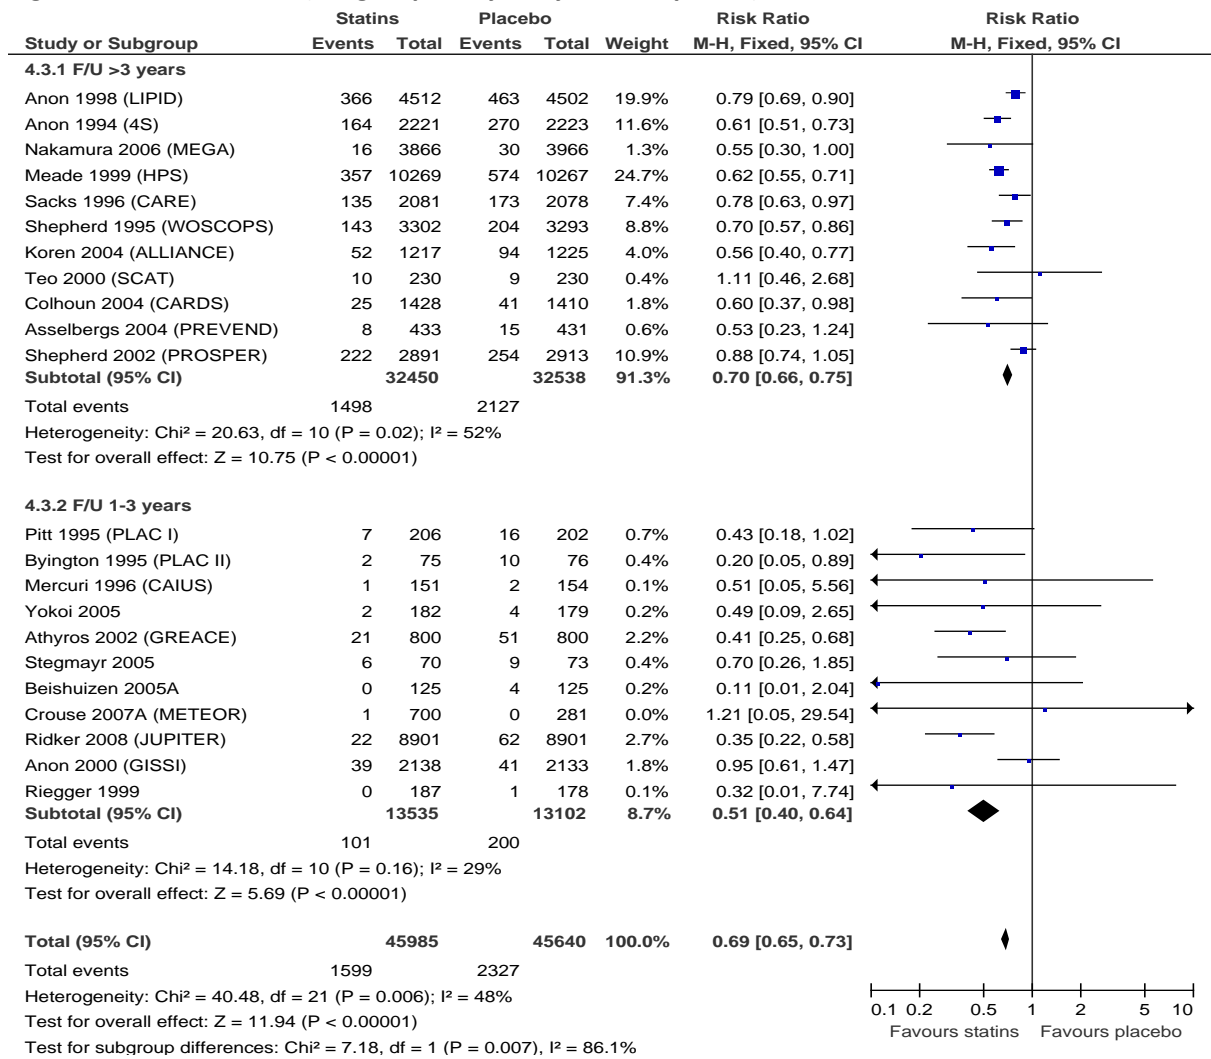 Statins Placebo Risk Ratio Risk Ratio
Study or Subgroup Events Total Events Total Weight M-H, Fixed, 95% CI M-H, Fixed, 95% CI
4.3.1 F/U >3 years
Anon 1998 (LIPID) 366 4512 463 4502 19.9% 0.79 [0.69, 0.90]
Anon 1994 (4S) 164 2221 270 2223 11.6% 0.61 [0.51, 0.73]
Nakamura 2006 (MEGA) 16 3866 30 3966 1.3% 0.55 [0.30, 1.00]
Meade 1999 (HPS) 357 10269 574 10267 24.7% 0.62 [0.55, 0.71]
Sacks 1996 (CARE) 135 2081 173 2078 7.4% 0.78 [0.63, 0.97]
Shepherd 1995 (WOSCOPS) 143 3302 204 3293 8.8% 0.70 [0.57, 0.86]
Koren 2004 (ALLIANCE) 52 1217 94 1225 4.0% 0.56 [0.40, 0.77]
Teo 2000 (SCAT) 10 230 9 230 0.4% 1.11 [0.46, 2.68]
Colhoun 2004 (CARDS) 25 1428 41 1410 1.8% 0.60 [0.37, 0.98]
Asselbergs 2004 (PREVEND) 8 433 15 431 0.6% 0.53 [0.23, 1.24]
Shepherd 2002 (PROSPER) 222 2891 254 2913 10.9% 0.88 [0.74, 1.05]
Subtotal (95% CI) 32450 32538 91.3% 0.70 [0.66, 0.75]
Total events 1498 2127
Heterogeneity: Chi² = 20.63, df = 10 (P = 0.02); I² = 52%
Test for overall effect: Z = 10.75 (P < 0.00001)
4.3.2 F/U 1-3 years
Pitt 1995 (PLAC I) 7 206 16 202 0.7% 0.43 [0.18, 1.02]
Byington 1995 (PLAC II) 2 75 10 76 0.4% 0.20 [0.05, 0.89]
Mercuri 1996 (CAIUS) 1 151 2 154 0.1% 0.51 [0.05, 5.56]
Yokoi 2005 2 182 4 179 0.2% 0.49 [0.09, 2.65]
Athyros 2002 (GREACE) 21 800 51 800 2.2% 0.41 [0.25, 0.68]
Stegmayr 2005 6 70 9 73 0.4% 0.70 [0.26, 1.85]
Beishuizen 2005A 0 125 4 125 0.2% 0.11 [0.01, 2.04]
Crouse 2007A (METEOR) 1 700 0 281 0.0% 1.21 [0.05, 29.54]
Ridker 2008 (JUPITER) 22 8901 62 8901 2.7% 0.35 [0.22, 0.58]
Anon 2000 (GISSI) 39 2138 41 2133 1.8% 0.95 [0.61, 1.47]
Riegger 1999 0 187 1 178 0.1% 0.32 [0.01, 7.74]
Subtotal (95% CI) 13535 13102 8.7% 0.51 [0.40, 0.64]
Total events 101 200
Heterogeneity: Chi² = 14.18, df = 10 (P = 0.16); I² = 29%
Test for overall effect: Z = 5.69 (P < 0.00001)
Total (95% CI) 45985 45640 100.0% 0.69 [0.65, 0.73]
Total events 1599 2327
Heterogeneity: Chi² = 40.48, df = 21 (P = 0.006); I² = 48%
Test for overall effect: Z = 11.94 (P < 0.00001)
Test for subgroup differences: Chi² = 7.18, df = 1 (P = 0.007), I² = 86.1%
0.1 0.2 0.5 1 2 5 10
Favours statins Favours placebo